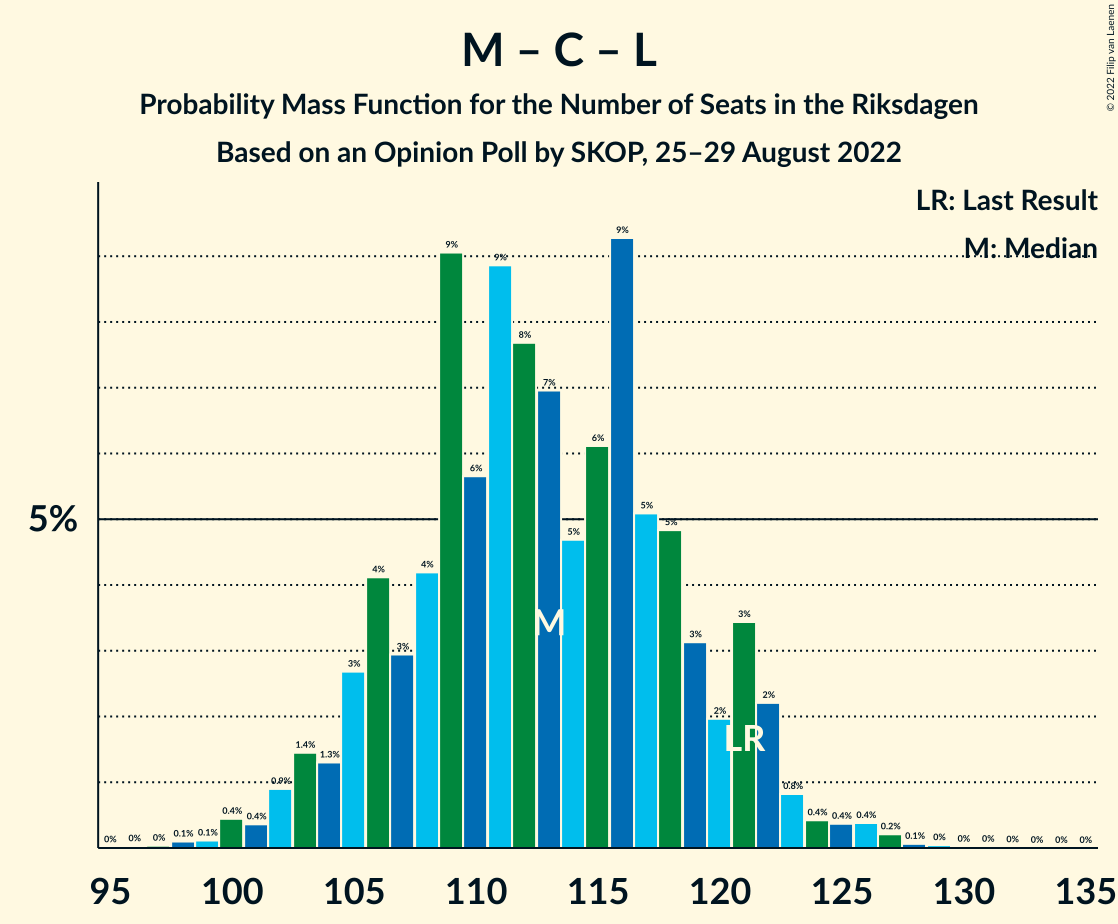 M – C – L
Probability Mass Function for the Number of Seats in the Riksdagen
Based on an Opinion Poll by SKOP, 25–29 August 2022
© 2022 Filip van Laenen
LR: Last Result
M: Median
5%
0% 0% 0% 0.1% 0.1% 0.4% 0.4% 0.9% 1.4% 1.3% 3% 4% 3% 4% 9% 6% 9% 8% 7% 5% 6% 9% 5% 5% 3% 2% 3% 2% 0.8% 0.4% 0.4% 0.4% 0.2% 0.1% 0% 0% 0% 0% 0% 0% 0%
M
LR
95 100 105 110 115 120 125 130 135